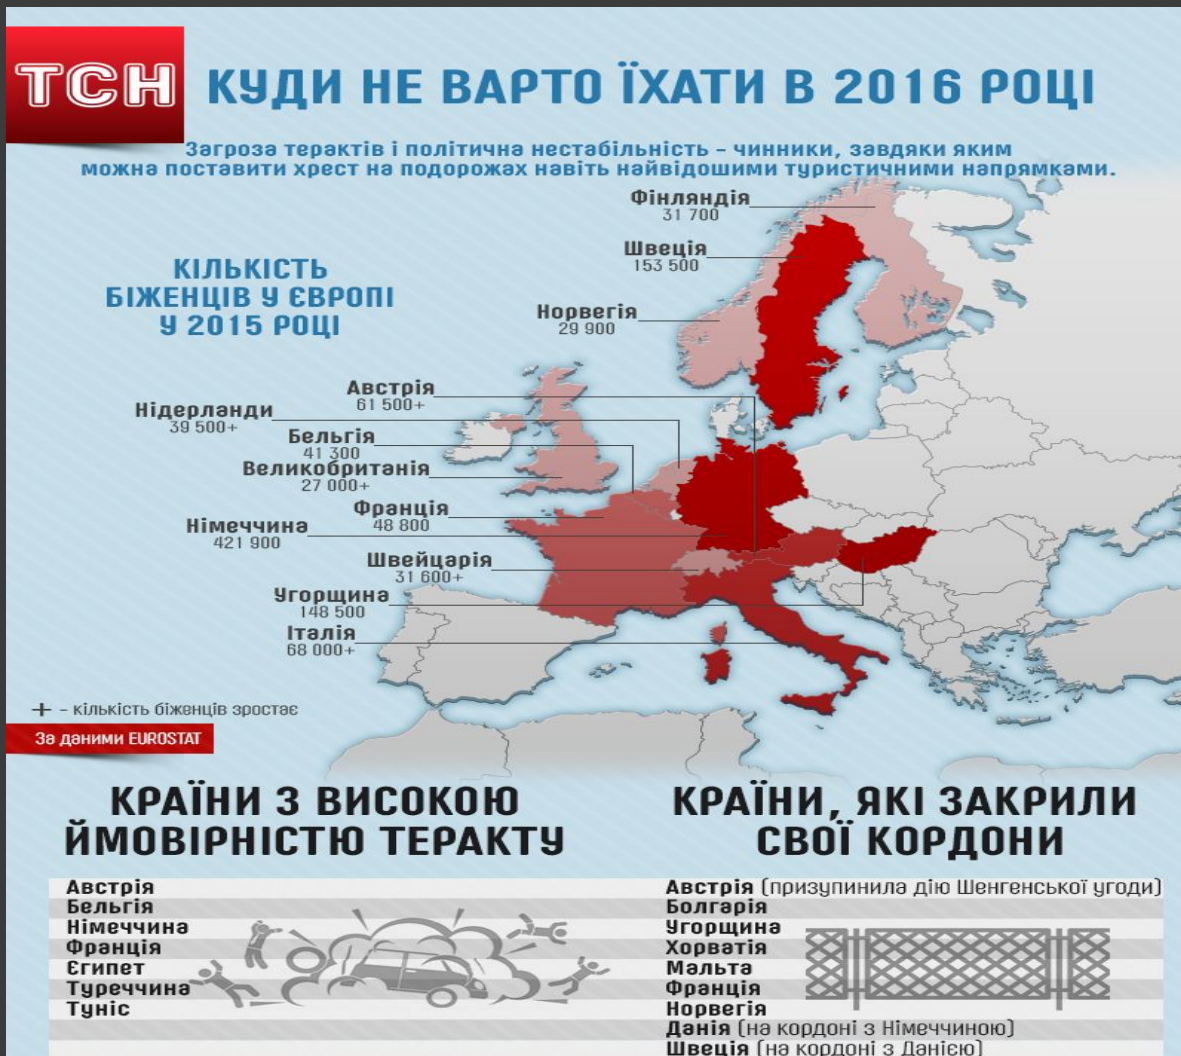 ТСН
КУДИ НЕ ВАРТО ЇХАТИ В 2016 РОЦІ
Загроза терактів і політична нестабільність - чинники, завдяки яким
можна поставити хрест на подорожах навіть найвідошими туристичними напрямками.
КІЛЬКІСТЬ
БІЖЕНЦІВ У ЄВРОПІ
У 2015 РОЦІ
Фінляндія
31 700
Швеція
153 500
Норвегія
29 900
Австрія
61 500+
Нідерланди
39 500+
Бельгія
41 300
Великобританія
27 000+
Франція
48 800
Німеччина
421 900
Швейцарія
31 600+
Угорщина
148 500
Італія
68 000+
+ - кількість біженців зростає
За даними EUROSTAT
КРАЇНИ З ВИСОКОЮ
ЙМОВІРНІСТЮ ТЕРАКТУ
Австрія
Бельгія
Німеччина
Франція
Єгипет
Туреччина
Туніс
КРАЇНИ, ЯКІ ЗАКРИЛИ
СВОЇ КОРДОНИ
Австрія (призупинила дію Шенгенської угоди)
Болгарія
Угорщина
Хорватія
Мальта
Франція
Норвегія
Данія (на кордоні з Німеччиною)
Швеція (на кордоні з Данією)